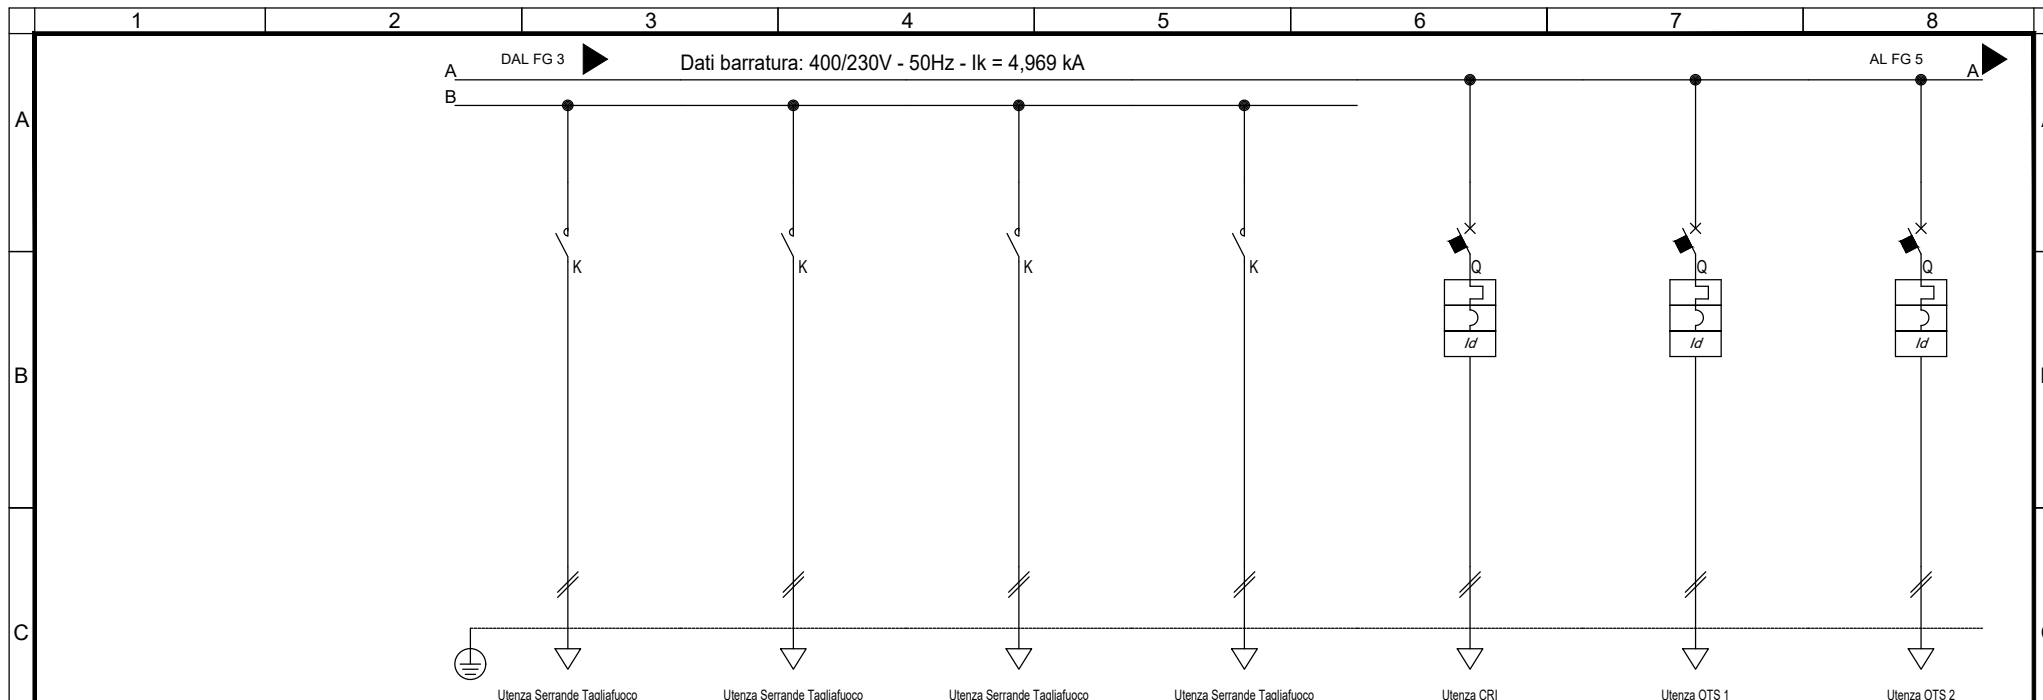 1 2 3 4 5 6 7 8
DAL FG 3 Dati barratura: 400/230V - 50Hz - Ik = 4,969 kA AL FG 5
A A
B
A
K K K K Q Q Q
Id Id Id
B
C
Utenza Serrande Tagliafuoco Utenza Serrande Tagliafuoco Utenza Serrande Tagliafuoco Utenza Serrande Tagliafuoco Utenza CRI Utenza OTS 1 Utenza OTS 2